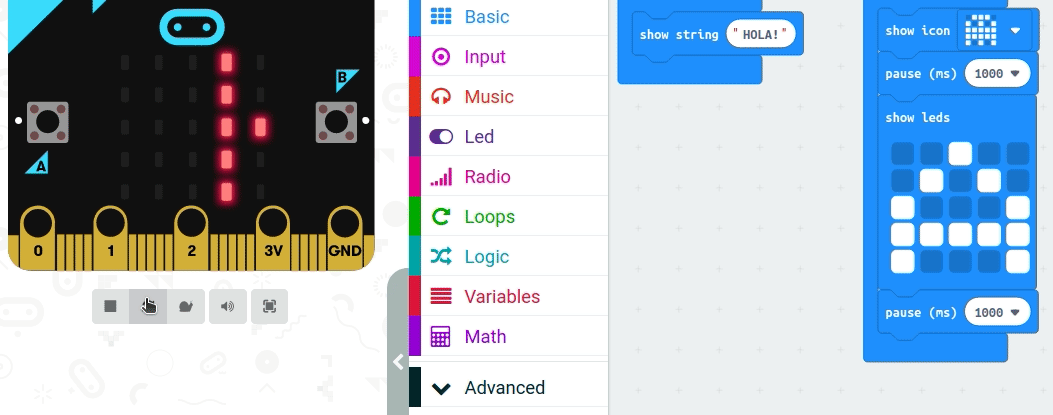 B
A
0 1 2 3V GND
Basic
Input
Music
Led
Radio
Loops
Logic
Variables
Math
Advanced
show string "HOLA!"
show icon
pause (ms) 1000
show leds
pause (ms) 1000